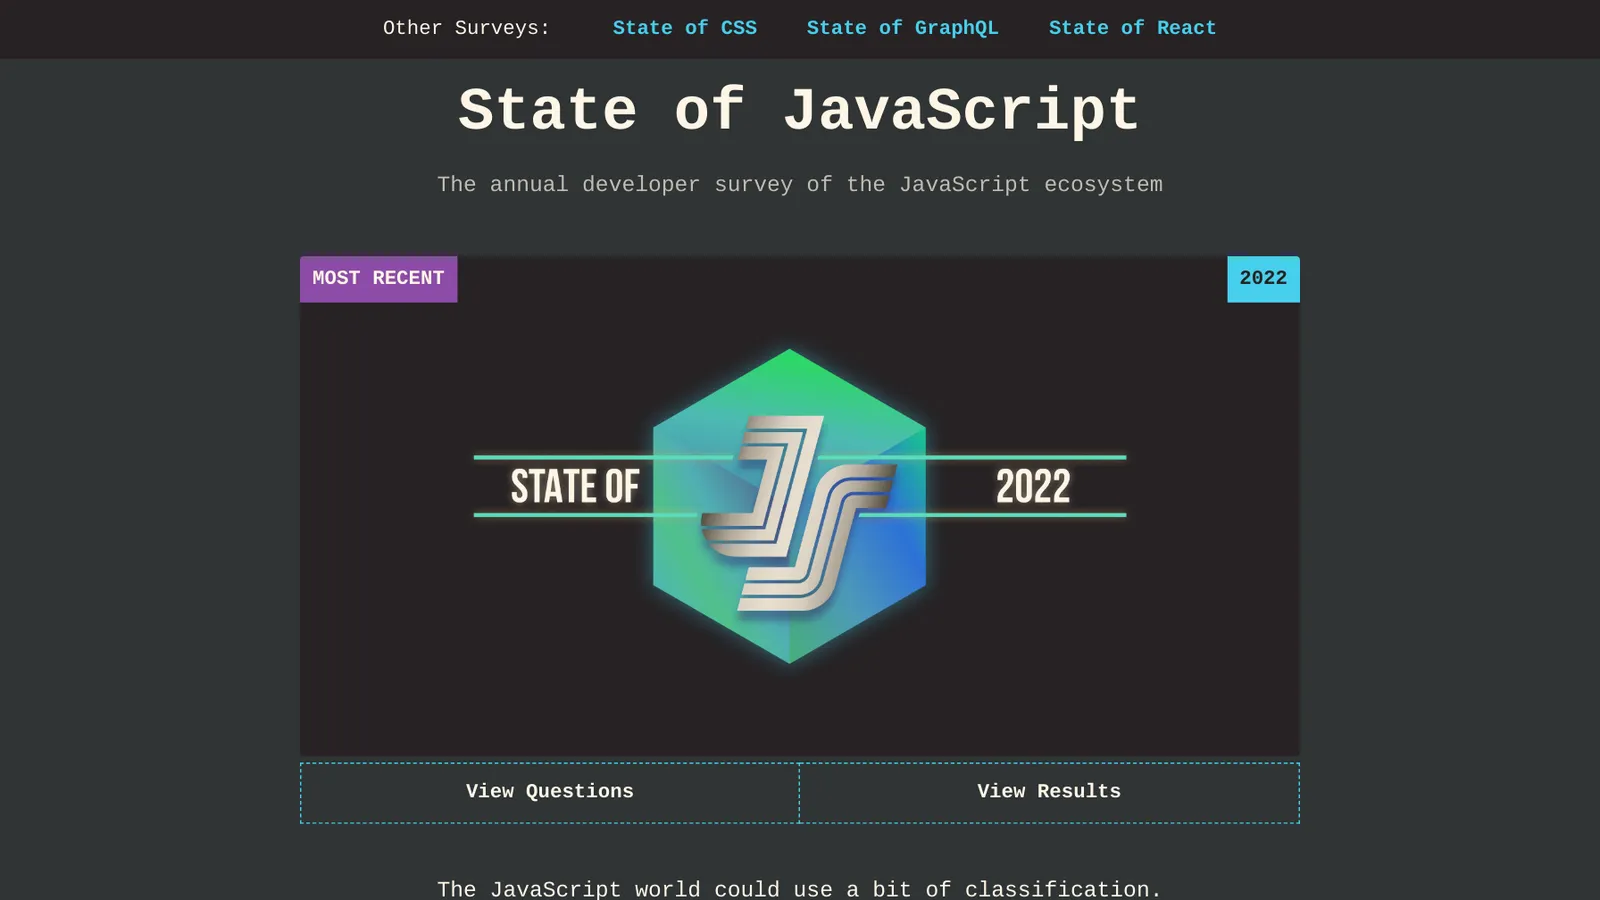 Other Surveys: State of CSS State of GraphQL State of React
State of JavaScript
The annual developer survey of the JavaScript ecosystem
MOST RECENT
2022
STATE OF JS 2022
View Questions
View Results
The JavaScript world could use a bit of classification.